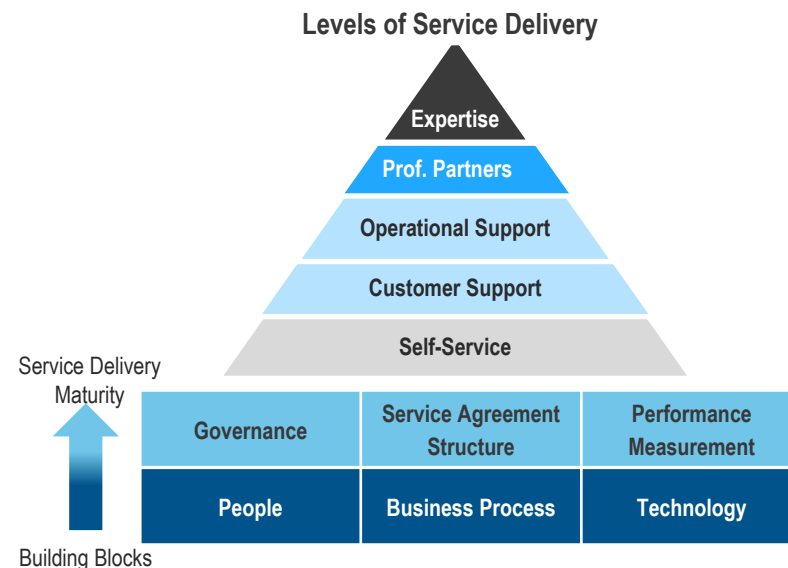 Levels of Service Delivery
Expertise
Prof. Partners
Operational Support
Customer Support
Self-Service
Service Delivery
Maturity
Governance
Service Agreement
Structure
Performance
Measurement
People
Business Process
Technology
Building Blocks